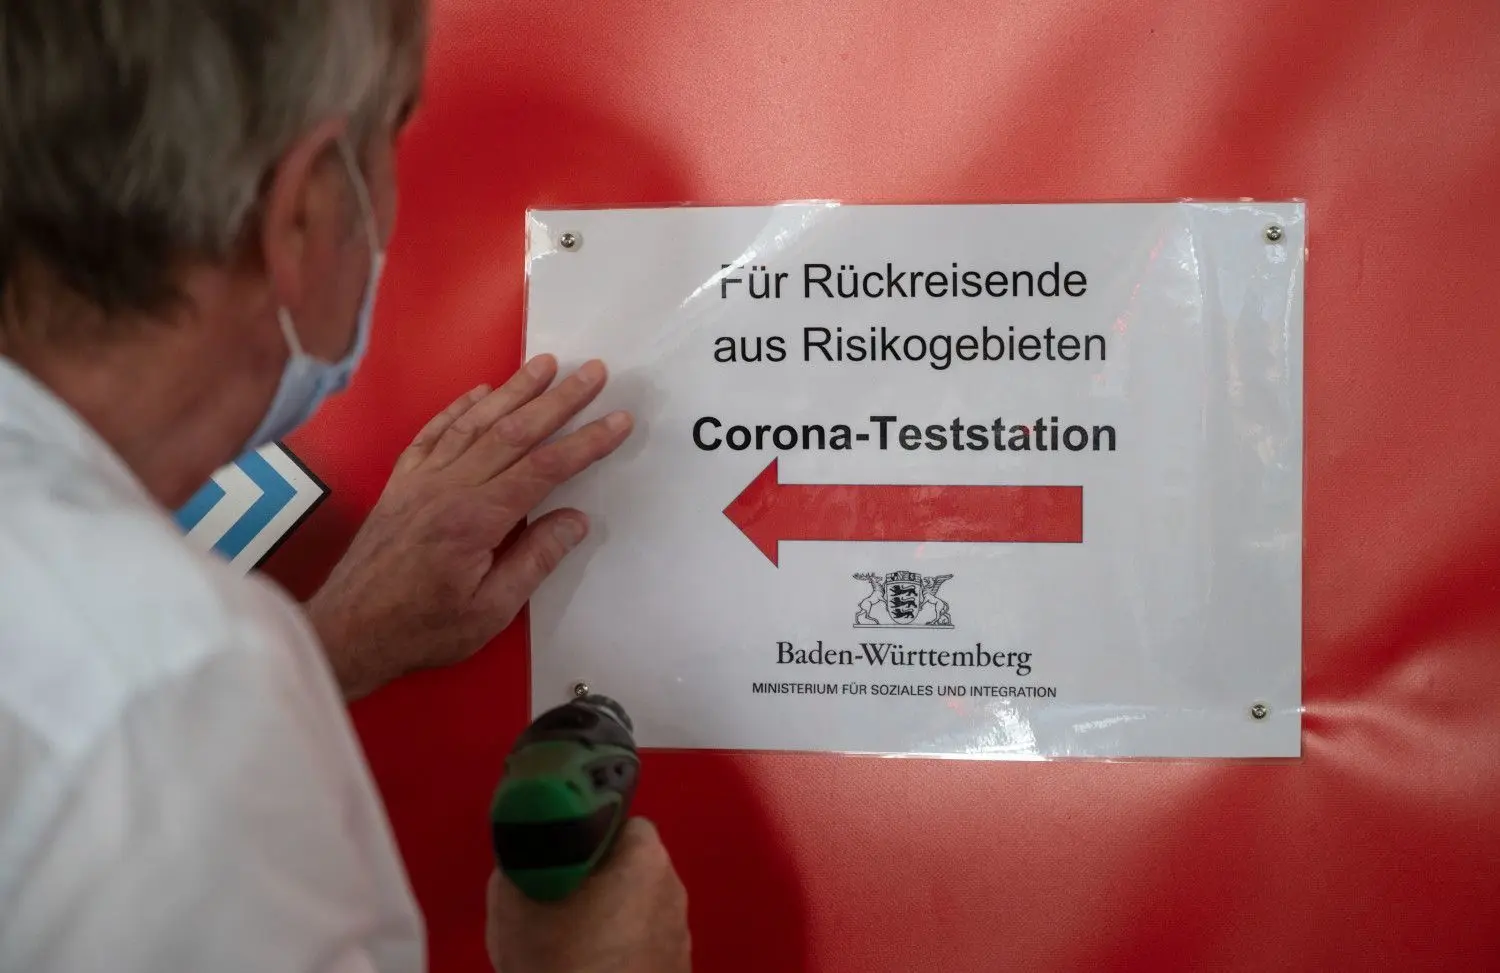 Für Rückreisende
aus Risikogebieten
Corona-Teststation
Baden-Württemberg
MINISTERIUM FÜR SOZIALES UND INTEGRATION